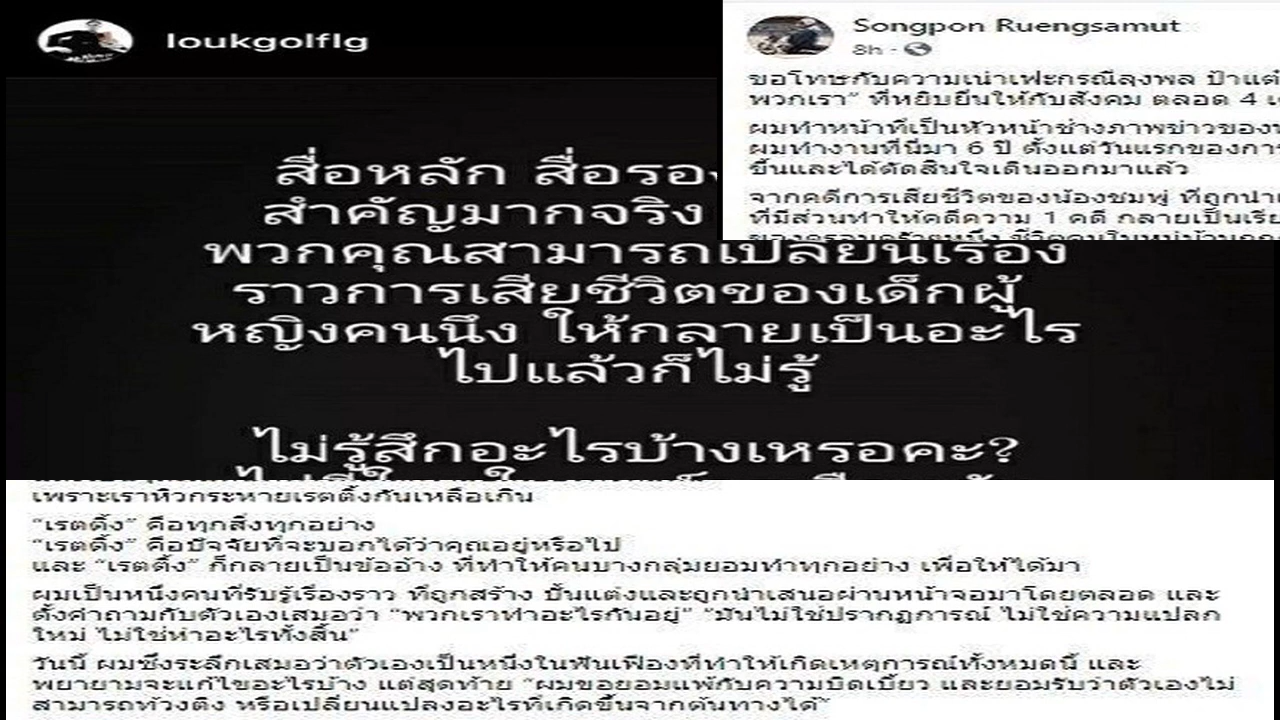 loukgolflg
สื่อหลัก สื่อรอง
สำคัญมากจริง
พวกคุณสามารถเปลี่ยนเรื่อง
ราวการเสียชีวิตของเด็กผู้
หญิงคนนึง ให้กลายเป็นอะไร
ไปแล้วก็ไม่รู้
ไม่รู้สึกอะไรบ้างเหรอคะ?
Songpon Ruengsamut
8h
ขอโทษกับความเน่าเฟะกรณีลุงพล ป้าแต๋
พวกเรา” ที่หยิบยื่นให้กับสังคม ตลอด 4
ผมทำหน้าที่เป็นหัวหน้าช่างภาพข่าวของ
ผมทำงานที่นี่มา 6 ปี ตั้งแต่วันแรกของการ
ขึ้นและได้ตัดสินใจเดินออกมาแล้ว
จากคดีการเสียชีวิตของน้องชมพู่ ที่ถูกนำ
ที่มีส่วนทำให้คดีความ 1 คดี กลายเป็นเรื่
เพราะเราหิวกระหายเรตติ้งกันเหลือเกิน
“เรตติ้ง” คือทุกสิ่งทุกอย่าง
“เรตติ้ง” คือปัจจัยที่จะบอกได้ว่าคุณอยู่หรือไป
และ “เรตติ้ง” ก็กลายเป็นข้ออ้าง ที่ทำให้คนบางกลุ่มยอมทำทุกอย่าง เพื่อให้ได้มา
ผมเป็นหนึ่งคนที่รับรู้เรื่องราว ที่ถูกสร้าง ปั้นแต่งและถูกนำเสนอผ่านหน้าจอมาโดยตลอด และ
ตั้งคำถามกับตัวเองเสมอว่า “พวกเราทำอะไรกันอยู่” “มันไม่ใช่ปรากฏการณ์ ไม่ใช่ความแปลก
ใหม่ ไม่ใช่ห่าอะไรทั้งสิ้น”
วันนี้ ผมซึ่งระลึกเสมอว่าตัวเองเป็นหนึ่งในฟันเฟืองที่ทำให้เกิดเหตุการณ์ทั้งหมดนี้ และ
พยายามจะแก้ไขอะไรบ้าง แต่สุดท้าย “ผมขอยอมแพ้กับความบิดเบี้ยว และยอมรับว่าตัวเองไม่
สามารถท้วงติง หรือเปลี่ยนแปลงอะไรที่เกิดขึ้นจากต้นทางได้”